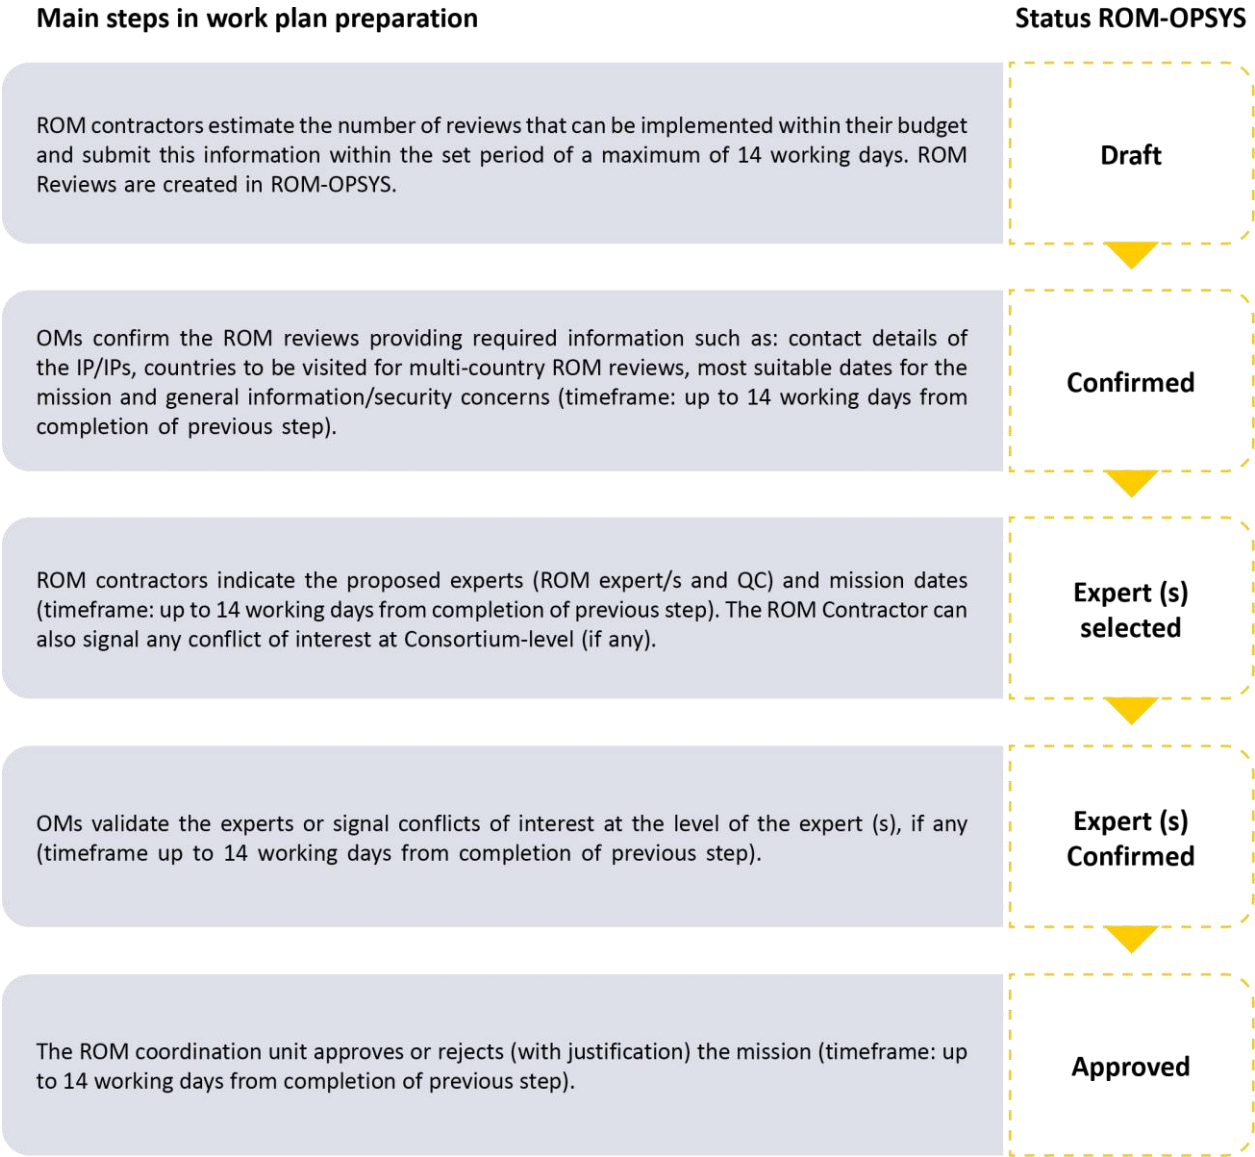 Main steps in work plan preparation
Status ROM-OPSYS
ROM contractors estimate the number of reviews that can be implemented within their budget
and submit this information within the set period of a maximum of 14 working days. ROM
Reviews are created in ROM-OPSYS.
Draft
OMs confirm the ROM reviews providing required information such as: contact details of
the IP/IPs, countries to be visited for multi-country ROM reviews, most suitable dates for the
mission and general information/security concerns (timeframe: up to 14 working days from
completion of previous step).
Confirmed
ROM contractors indicate the proposed experts (ROM expert/s and QC) and mission dates
(timeframe: up to 14 working days from completion of previous step). The ROM Contractor can
also signal any conflict of interest at Consortium-level (if any).
Expert (s)
selected
OMs validate the experts or signal conflicts of interest at the level of the expert (s), if any
(timeframe up to 14 working days from completion of previous step).
Expert (s)
Confirmed
The ROM coordination unit approves or rejects (with justification) the mission (timeframe: up
to 14 working days from completion of previous step).
Approved